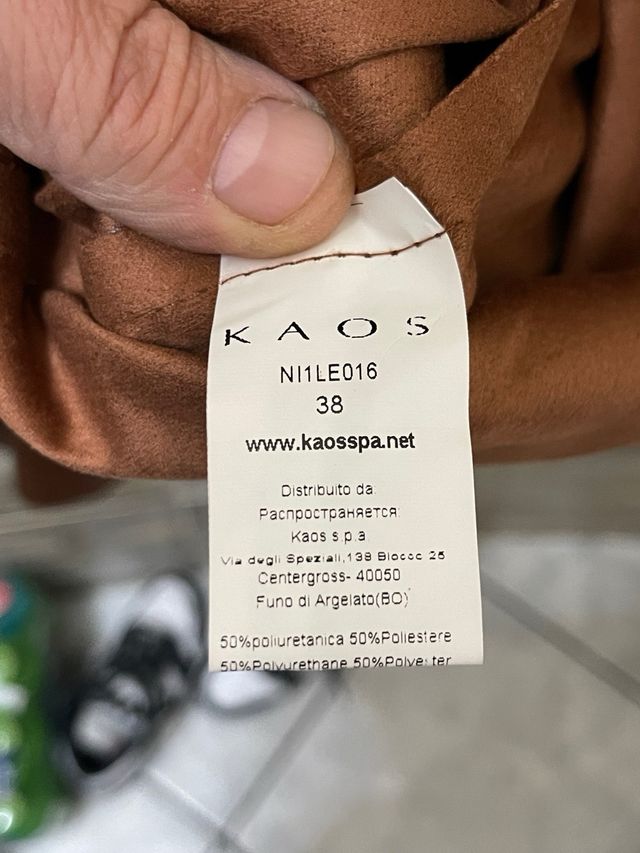 KAOS
NI1LE016
38
www.kaosspa.net
Distribuito da:
Распространяется:
Kaos s.p.a.
Via degli Speziali,138 Blocco 25
Centergross- 40050
Funo di Argelato(BO)
50%poliuretanica 50%Poliestere
50%Polyurethane 50%Polyester